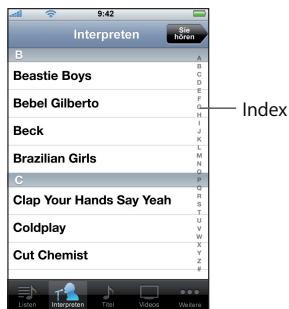 9:42
Interpreten
Sie
hören
B
Beastie Boys
Bebel Gilberto
Beck
Brazilian Girls
C
Clap Your Hands Say Yeah
Coldplay
Cut Chemist
A
B
C
D
E
F
G
H
I
J
K
L
M
N
O
P
Q
R
S
T
U
V
W
X
Y
Z
#
Index
Listen
Interpreten
Titel
Videos
Weitere